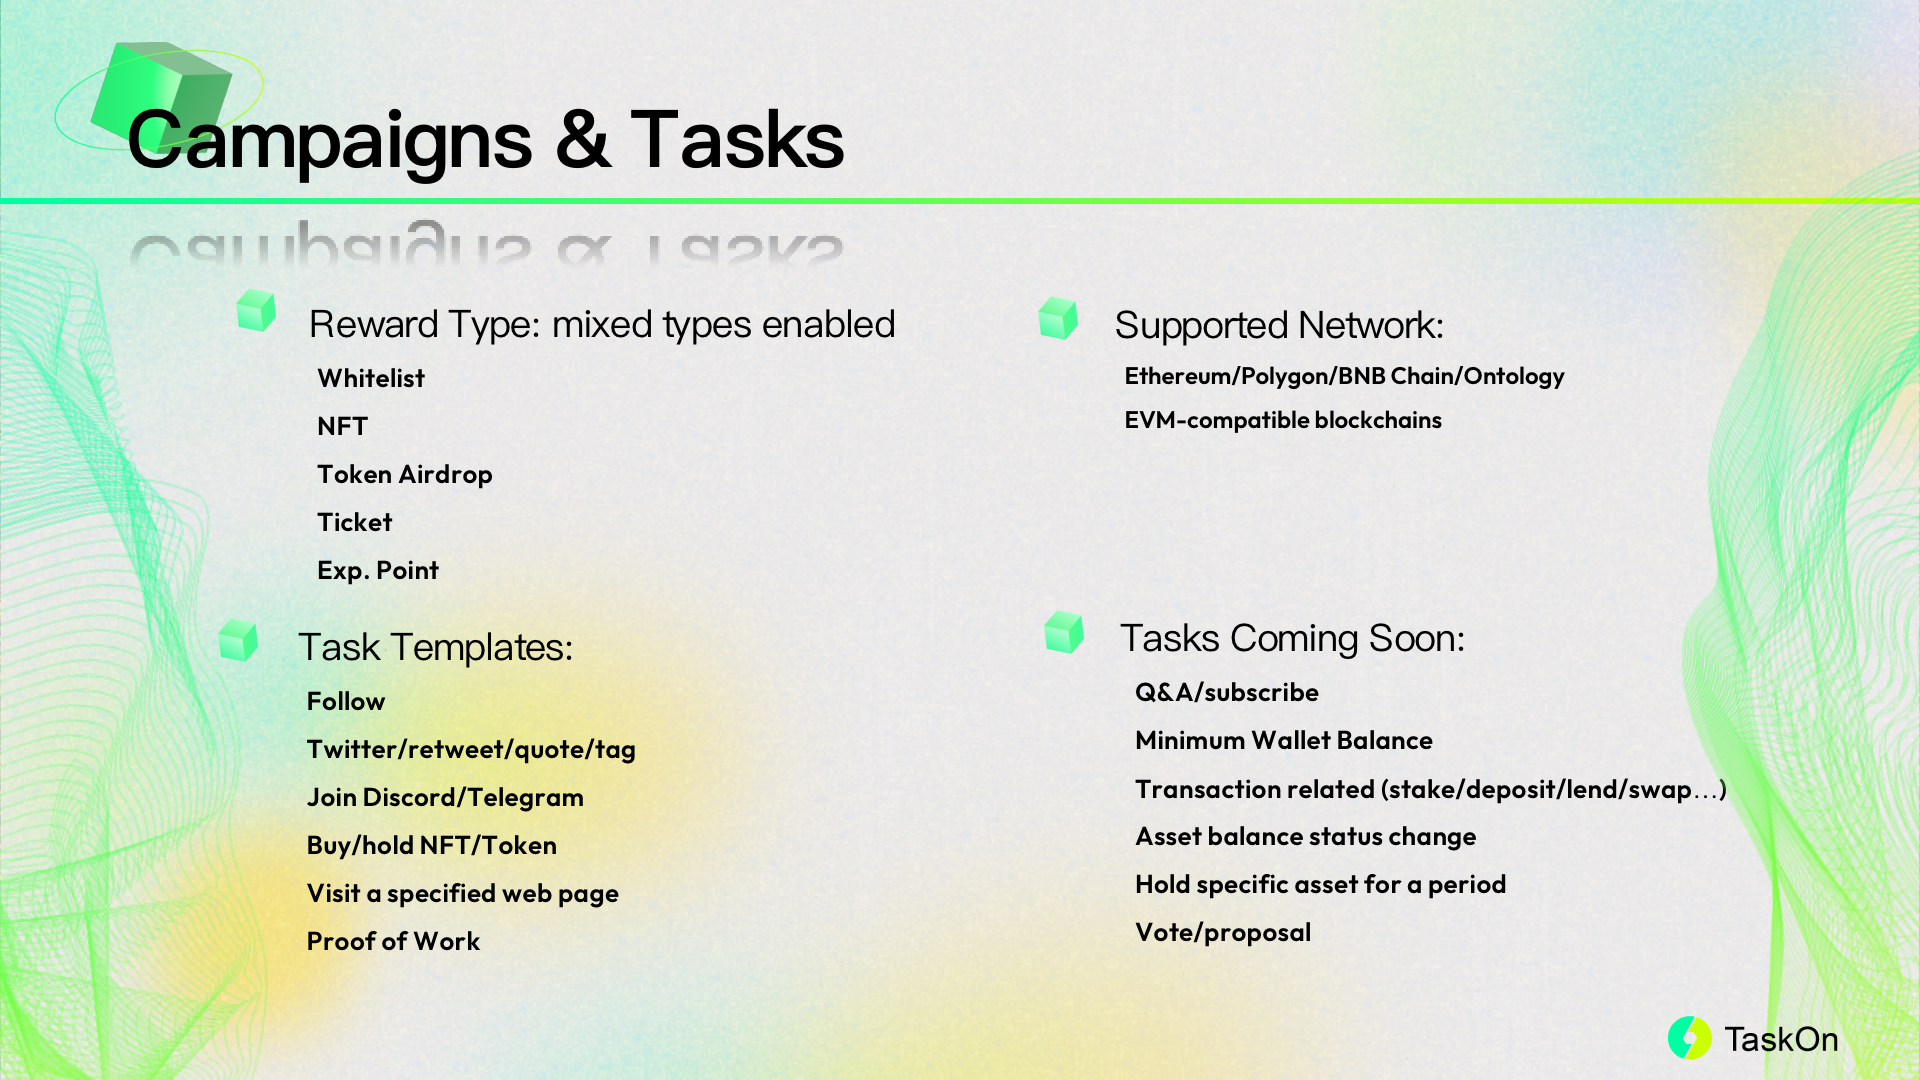 Campaigns & Tasks
Reward Type: mixed types enabled
Whitelist
NFT
Token Airdrop
Ticket
Exp. Point
Supported Network:
Ethereum/Polygon/BNB Chain/Ontology
EVM-compatible blockchains
Task Templates:
Follow
Twitter/retweet/quote/tag
Join Discord/Telegram
Buy/hold NFT/Token
Visit a specified web page
Proof of Work
Tasks Coming Soon:
Q&A/subscribe
Minimum Wallet Balance
Transaction related (stake/deposit/lend/swap…)
Asset balance status change
Hold specific asset for a period
Vote/proposal
TaskOn